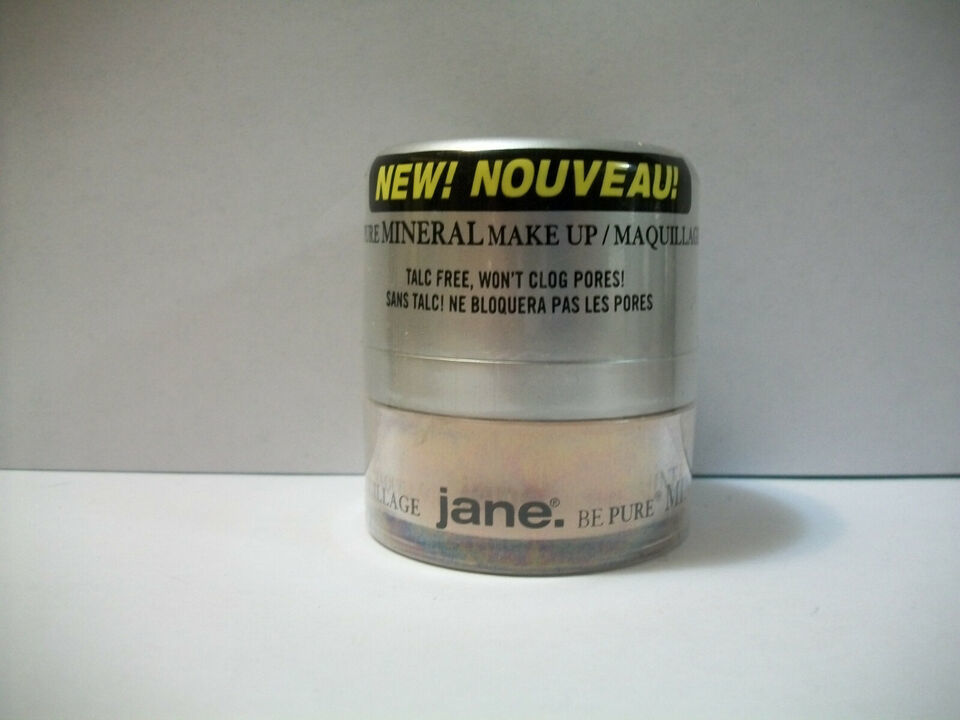 NEW! NOUVEAU!
MINERAL MAKE UP / MAQUILLAGE
TALC FREE, WON'T CLOG PORES!
SANS TALC! NE BLOQUERA PAS LES PORES
jane®. BE PURE®